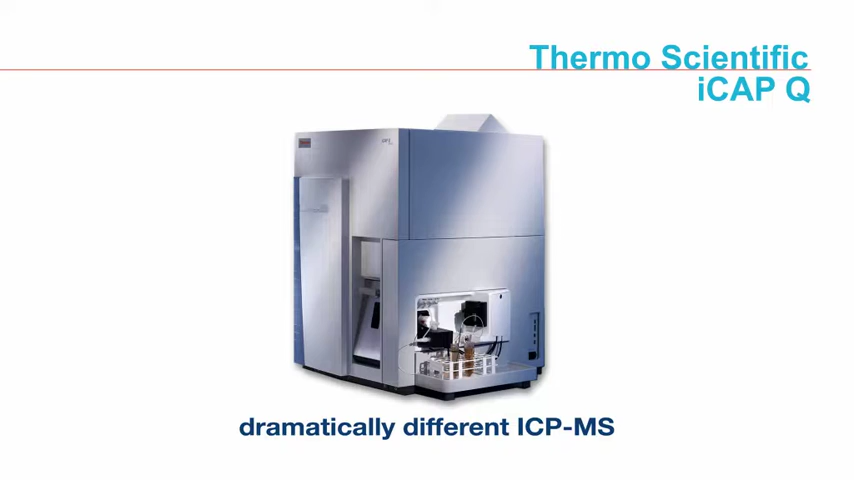 Thermo Scientific
iCAP Q
dramatically different ICP-MS